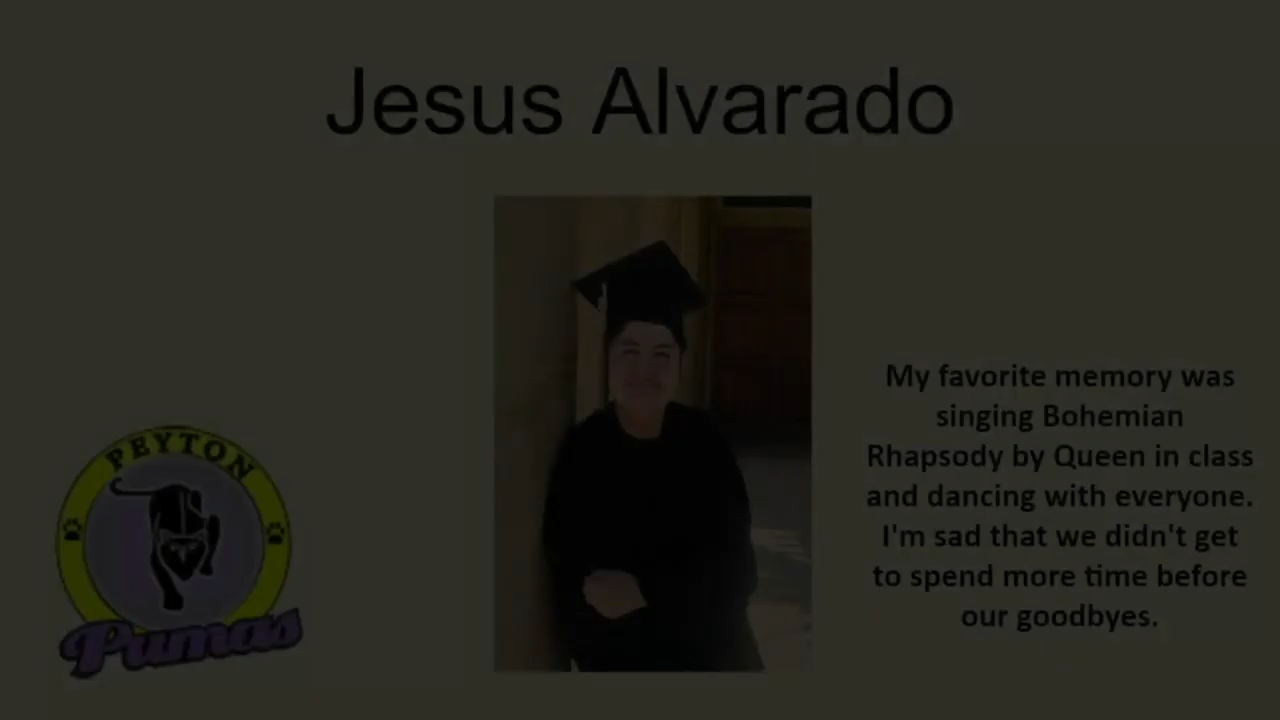 Jesus Alvarado
My favorite memory was
singing Bohemian
Rhapsody by Queen in class
and dancing with everyone.
I'm sad that we didn't get
to spend more time before
our goodbyes.
PEYTON
Pumas